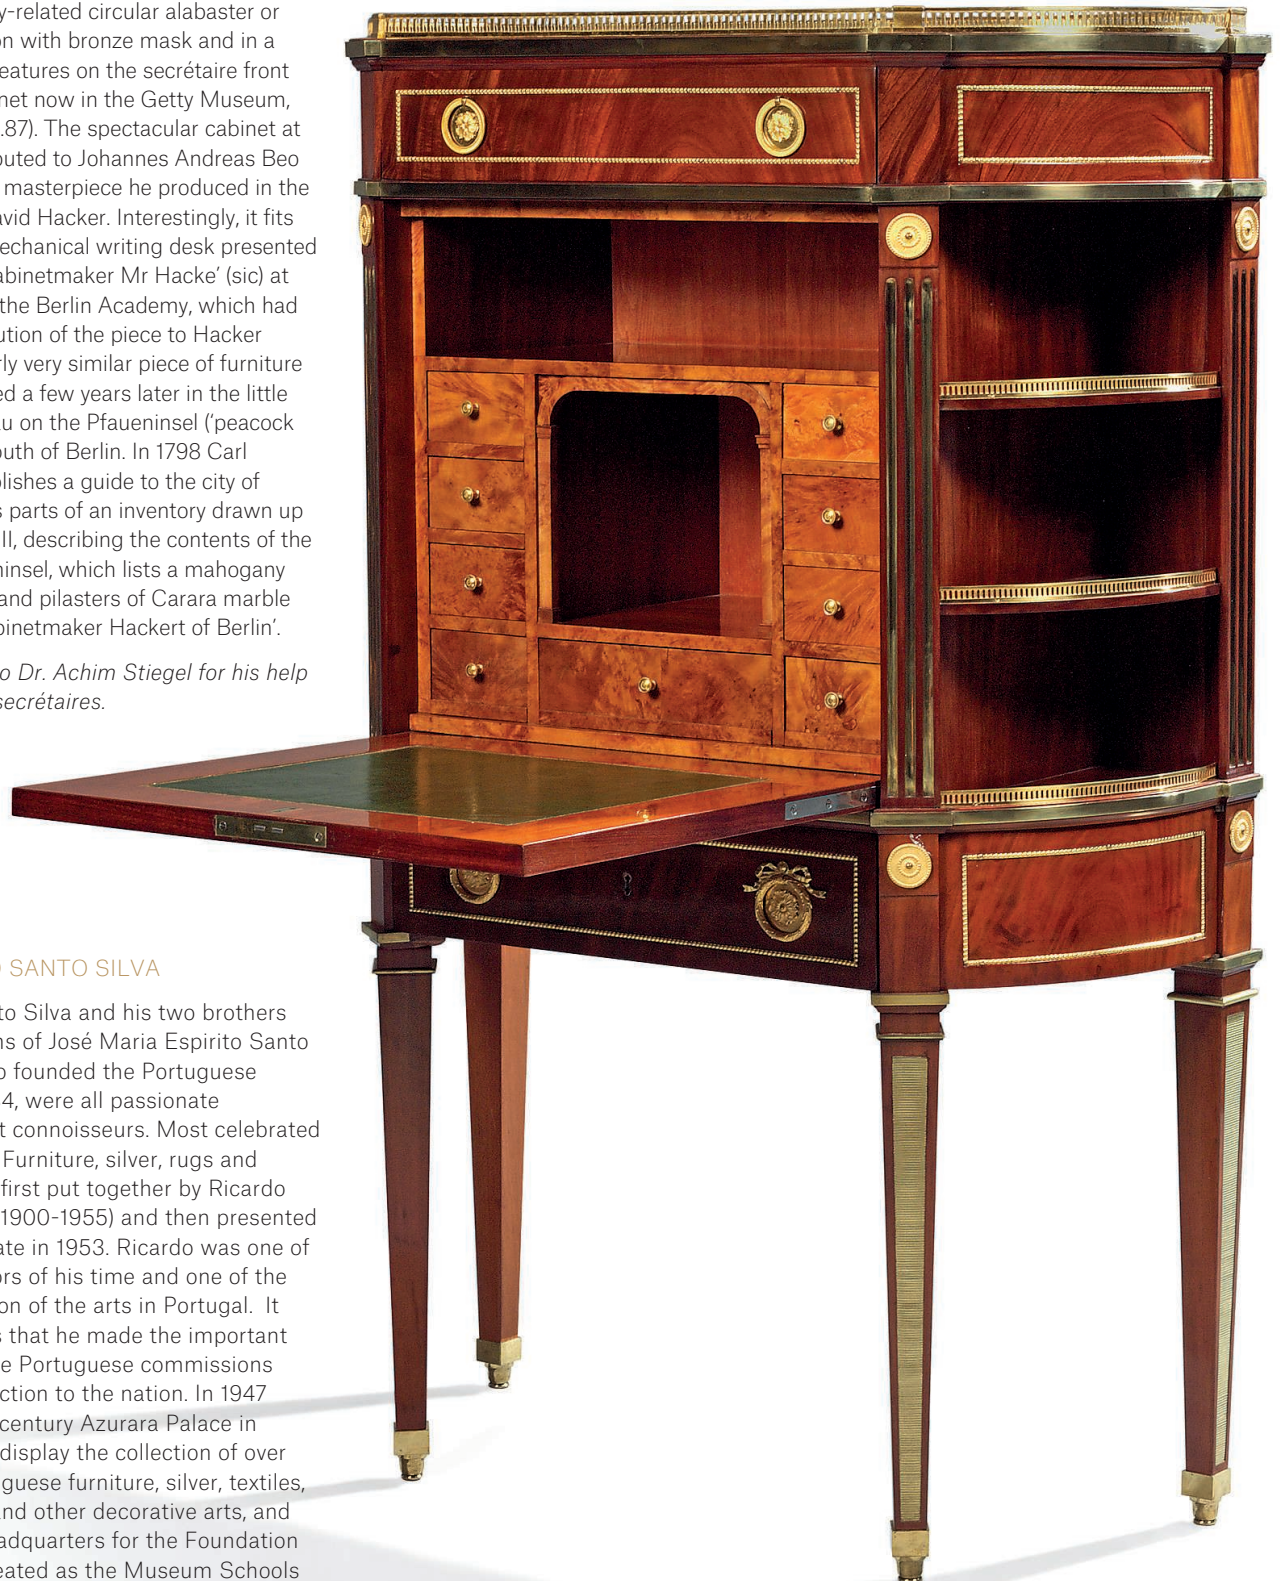 y-related circular alabaster or
on with bronze mask and in a
eatures on the secrétaire front
net now in the Getty Museum,
.87). The spectacular cabinet at
buted to Johannes Andreas Beo
masterpiece he produced in the
avid Hacker. Interestingly, it fits
echanical writing desk presented
abinetmaker Mr Hacke’ (sic) at
the Berlin Academy, which had
ution of the piece to Hacker
rly very similar piece of furniture
ed a few years later in the little
au on the Pfaueninsel (‘peacock
outh of Berlin. In 1798 Carl
olishes a guide to the city of
s parts of an inventory drawn up
II, describing the contents of the
ninsel, which lists a mahogany
and pilasters of Carara marble
binetmaker Hackert of Berlin’.
o Dr. Achim Stiegel for his help
secrétaires.
O SANTO SILVA
to Silva and his two brothers
ns of José Maria Espirito Santo
o founded the Portuguese
4, were all passionate
t connoisseurs. Most celebrated
Furniture, silver, rugs and
first put together by Ricardo
(1900-1955) and then presented
ate in 1953. Ricardo was one of
ors of his time and one of the
on of the arts in Portugal. It
s that he made the important
e Portuguese commissions
ction to the nation. In 1947
century Azurara Palace in
display the collection of over
guese furniture, silver, textiles,
and other decorative arts, and
adquarters for the Foundation
eated as the Museum Schools